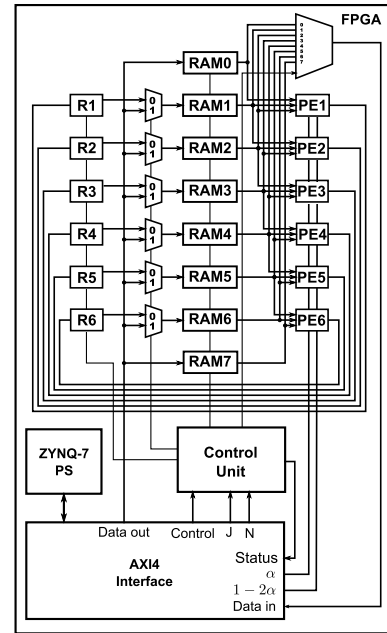 FPGA
0
1
2
3
4
5
6
7
RAM0
R1 0 1 RAM1 PE1
R2 0 1 RAM2 PE2
R3 0 1 RAM3 PE3
R4 0 1 RAM4 PE4
R5 0 1 RAM5 PE5
R6 0 1 RAM6 PE6
RAM7
ZYNQ-7
PS
Control
Unit
Data out Control J N
AXI4
Interface
Status
α
1 − 2α
Data in